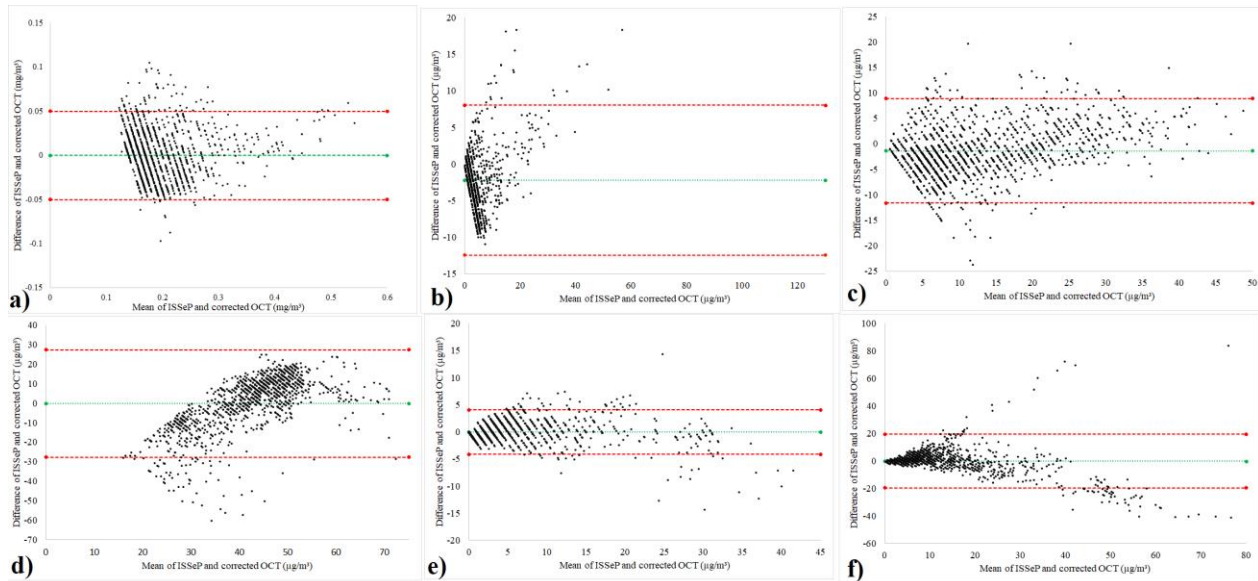 Difference of ISSeP and corrected OCT (mg/m³)
0.15
0.1
0.05
0
-0.05
-0.1
-0.15
0 0.1 0.2 0.3 0.4 0.5 0.6
Mean of ISSeP and corrected OCT (mg/m³)
a)
Difference of ISSeP and corrected OCT (µg/m³)
20
15
10
5
0
-5
-10
-15
0 20 40 60 80 100 120
Mean of ISSeP and corrected OCT (µg/m³)
b)
Difference of ISSeP and corrected OCT (µg/m³)
25
20
15
10
5
0
-5
-10
-15
-20
-25
0 5 10 15 20 25 30 35 40 45 50
Mean of ISSeP and corrected OCT (µg/m³)
c)
Difference of ISSeP and corrected OCT (µg/m³)
40
30
20
10
0
-10
-20
-30
-40
-50
-60
-70
0 10 20 30 40 50 60 70
Mean of ISSeP and corrected OCT (µg/m³)
d)
Difference of ISSeP and corrected OCT (µg/m³)
20
15
10
5
0
-5
-10
-15
-20
0 5 10 15 20 25 30 35 40 45
Mean of ISSeP and corrected OCT (µg/m³)
e)
Difference of ISSeP and corrected OCT (µg/m³)
100
80
60
40
20
0
-20
-40
-60
0 10 20 30 40 50 60 70 80
Mean of ISSeP and corrected OCT (µg/m³)
f)